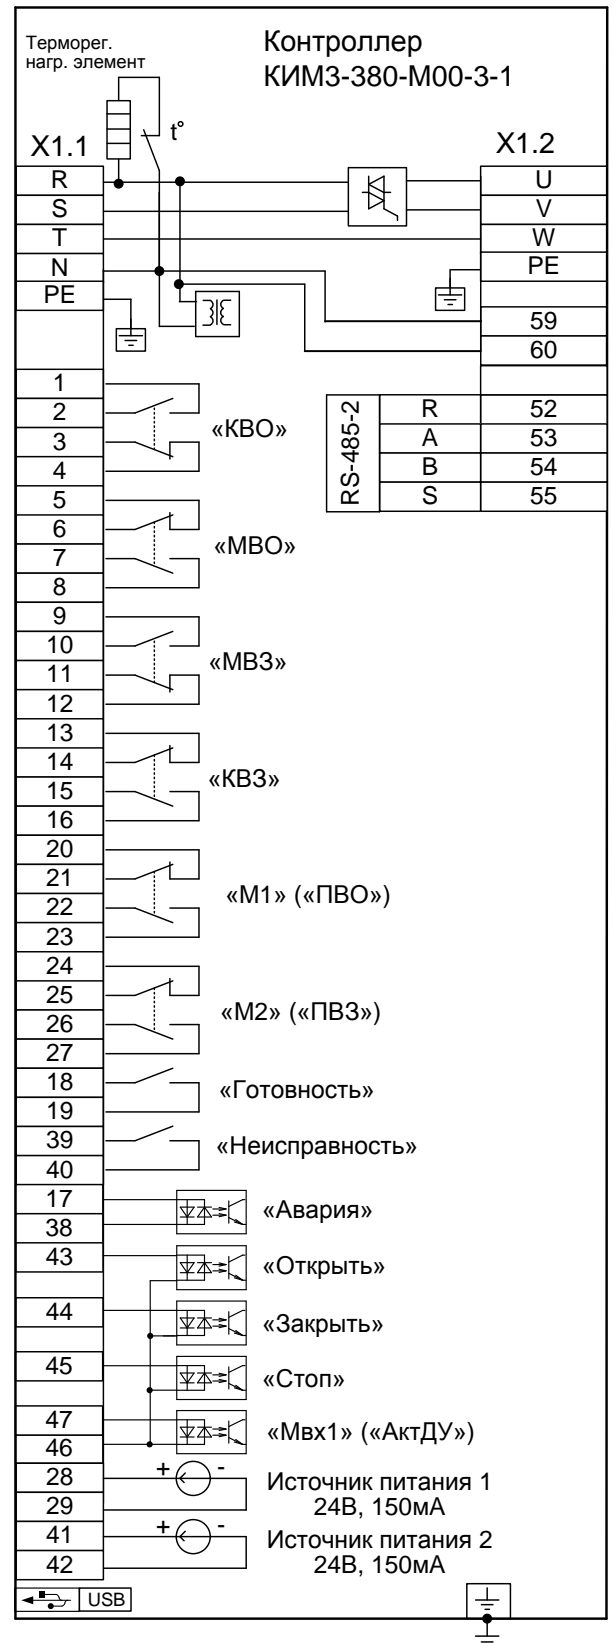 Терморег.
нагр. элемент
Контроллер
КИМ3-380-М00-3-1
t°
X1.1
X1.2
R
U
S
V
T
W
N
PE
PE
59
60
1
2
3
4
«КВО»
RS-485-2
R
52
A
53
B
54
S
55
5
6
7
8
«МВО»
9
10
11
12
«МВЗ»
13
14
15
16
«КВЗ»
20
21
22
23
«М1» («ПВО»)
24
25
26
27
«М2» («ПВЗ»)
18
19
«Готовность»
39
40
«Неисправность»
17
38
«Авария»
43
«Открыть»
44
«Закрыть»
45
«Стоп»
47
46
«Мвх1» («АктДУ»)
28
29
+ -
Источник питания 1
24В, 150мА
41
42
+ -
Источник питания 2
24В, 150мА
USB